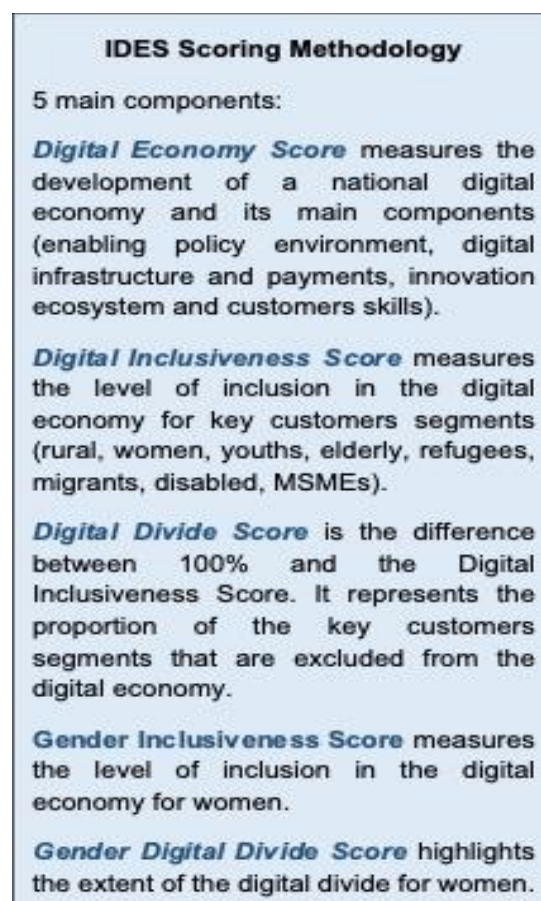 IDES Scoring Methodology
5 main components:
Digital Economy Score measures the
development of a national digital
economy and its main components
(enabling policy environment, digital
infrastructure and payments, innovation
ecosystem and customers skills).
Digital Inclusiveness Score measures
the level of inclusion in the digital
economy for key customers segments
(rural, women, youths, elderly, refugees,
migrants, disabled, MSMEs).
Digital Divide Score is the difference
between 100% and the Digital
Inclusiveness Score. It represents the
proportion of the key customers
segments that are excluded from the
digital economy.
Gender Inclusiveness Score measures
the level of inclusion in the digital
economy for women.
Gender Digital Divide Score highlights
the extent of the digital divide for women.